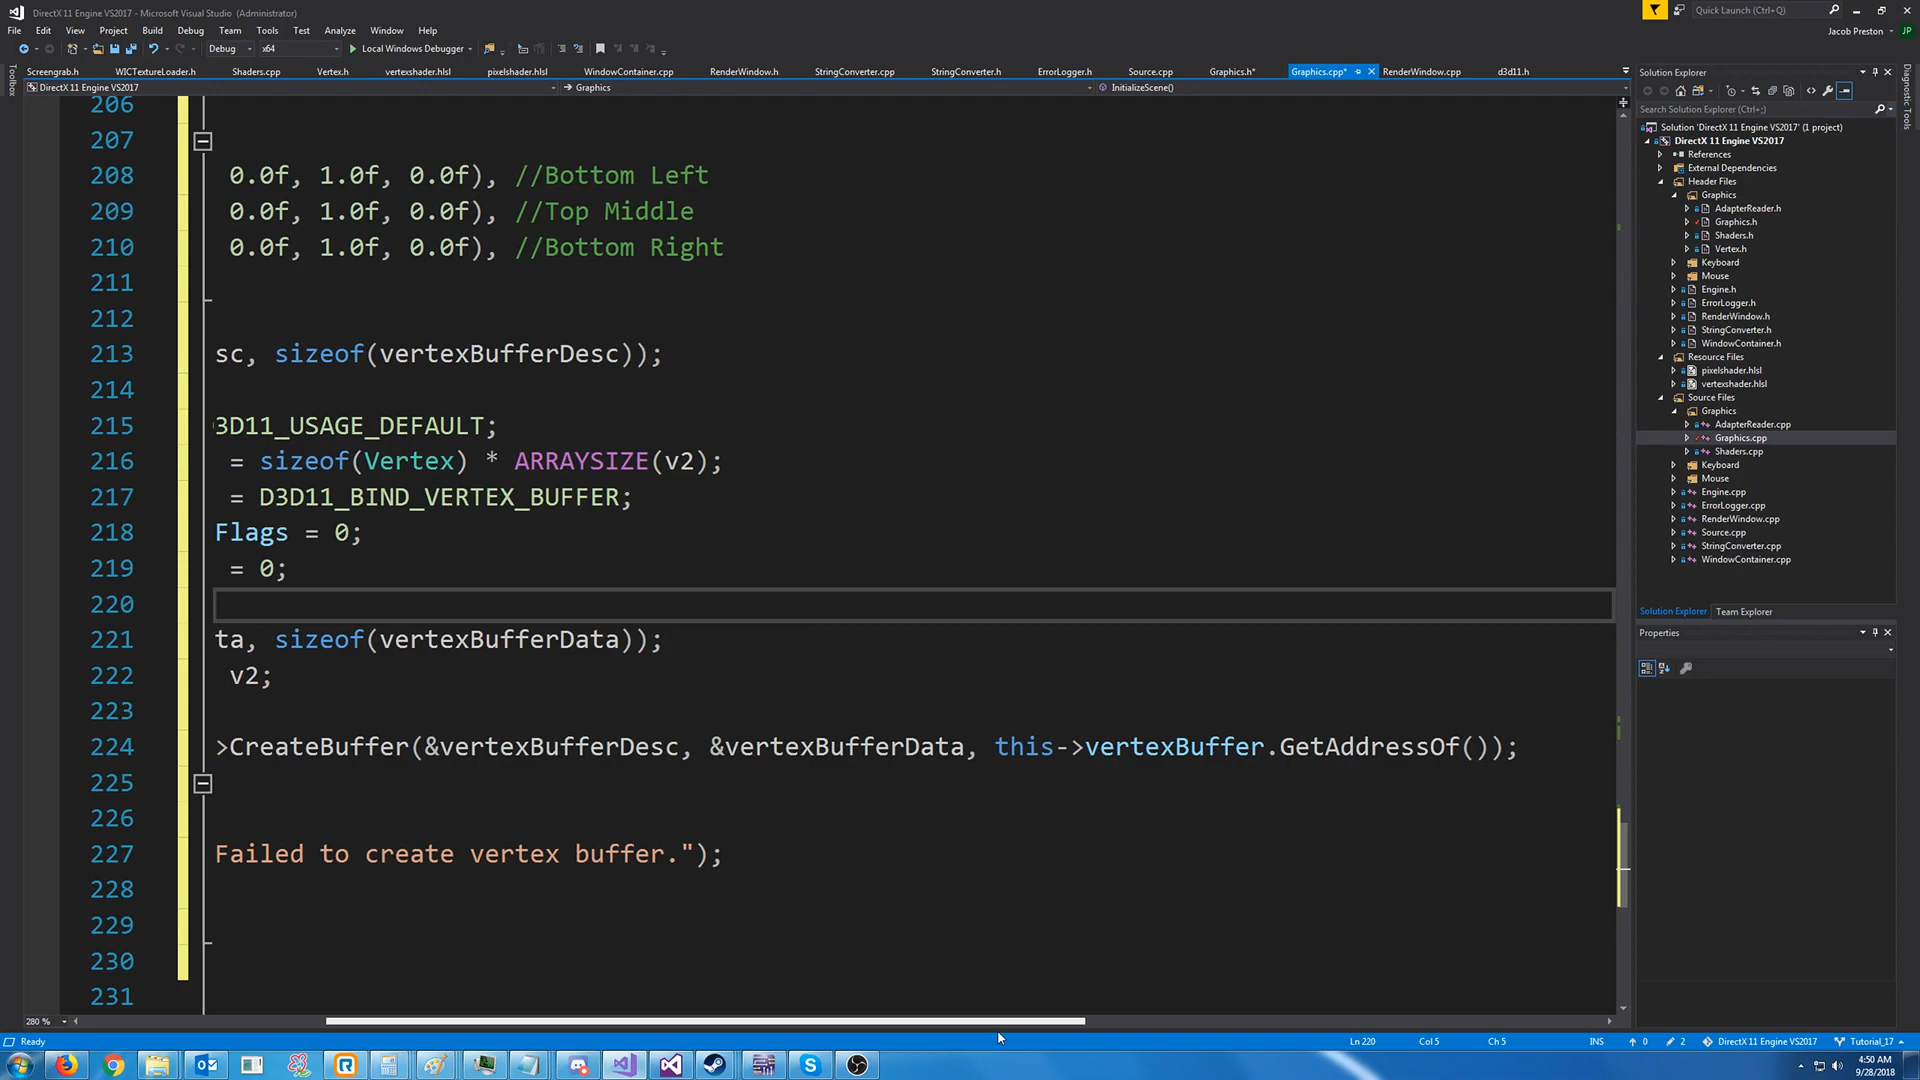 DirectX 11 Engine VS2017 - Microsoft Visual Studio (Administrator)
Quick Launch (Ctrl+Q)
File Edit View Project Build Debug Team Tools Test Analyze Window Help
Jacob Preston JP
Debug x64 Local Windows Debugger
Screengrab.h WICTextureLoader.h Shaders.cpp Vertex.h vertexshader.hlsl pixelshader.hlsl WindowContainer.cpp RenderWindow.h StringConverter.cpp StringConverter.h ErrorLogger.h Source.cpp Graphics.h* Graphics.cpp* RenderWindow.cpp d3d11.h
DirectX 11 Engine VS2017 Graphics InitializeScene()
Toolbox
206
207
208 0.0f, 1.0f, 0.0f), //Bottom Left
209 0.0f, 1.0f, 0.0f), //Top Middle
210 0.0f, 1.0f, 0.0f), //Bottom Right
211
212
213 sc, sizeof(vertexBufferDesc));
214
215 3D11_USAGE_DEFAULT;
216 = sizeof(Vertex) * ARRAYSIZE(v2);
217 = D3D11_BIND_VERTEX_BUFFER;
218 Flags = 0;
219 = 0;
220
221 ta, sizeof(vertexBufferData));
222 v2;
223
224 >CreateBuffer(&vertexBufferDesc, &vertexBufferData, this->vertexBuffer.GetAddressOf());
225
226
227 Failed to create vertex buffer.");
228
229
230
231
280 %
Solution Explorer
Search Solution Explorer (Ctrl+;)
Solution 'DirectX 11 Engine VS2017' (1 project)
DirectX 11 Engine VS2017
References
External Dependencies
Header Files
Graphics
AdapterReader.h
Graphics.h
Shaders.h
Vertex.h
Keyboard
Mouse
Engine.h
ErrorLogger.h
RenderWindow.h
StringConverter.h
WindowContainer.h
Resource Files
pixelshader.hlsl
vertexshader.hlsl
Source Files
Graphics
AdapterReader.cpp
Graphics.cpp
Shaders.cpp
Keyboard
Mouse
Engine.cpp
ErrorLogger.cpp
RenderWindow.cpp
Source.cpp
StringConverter.cpp
WindowContainer.cpp
Solution Explorer Team Explorer
Properties
Diagnostic Tools
Ready Ln 220 Col 5 Ch 5 INS 0 2 DirectX 11 Engine VS2017 Tutorial_17
4:50 AM
9/28/2018